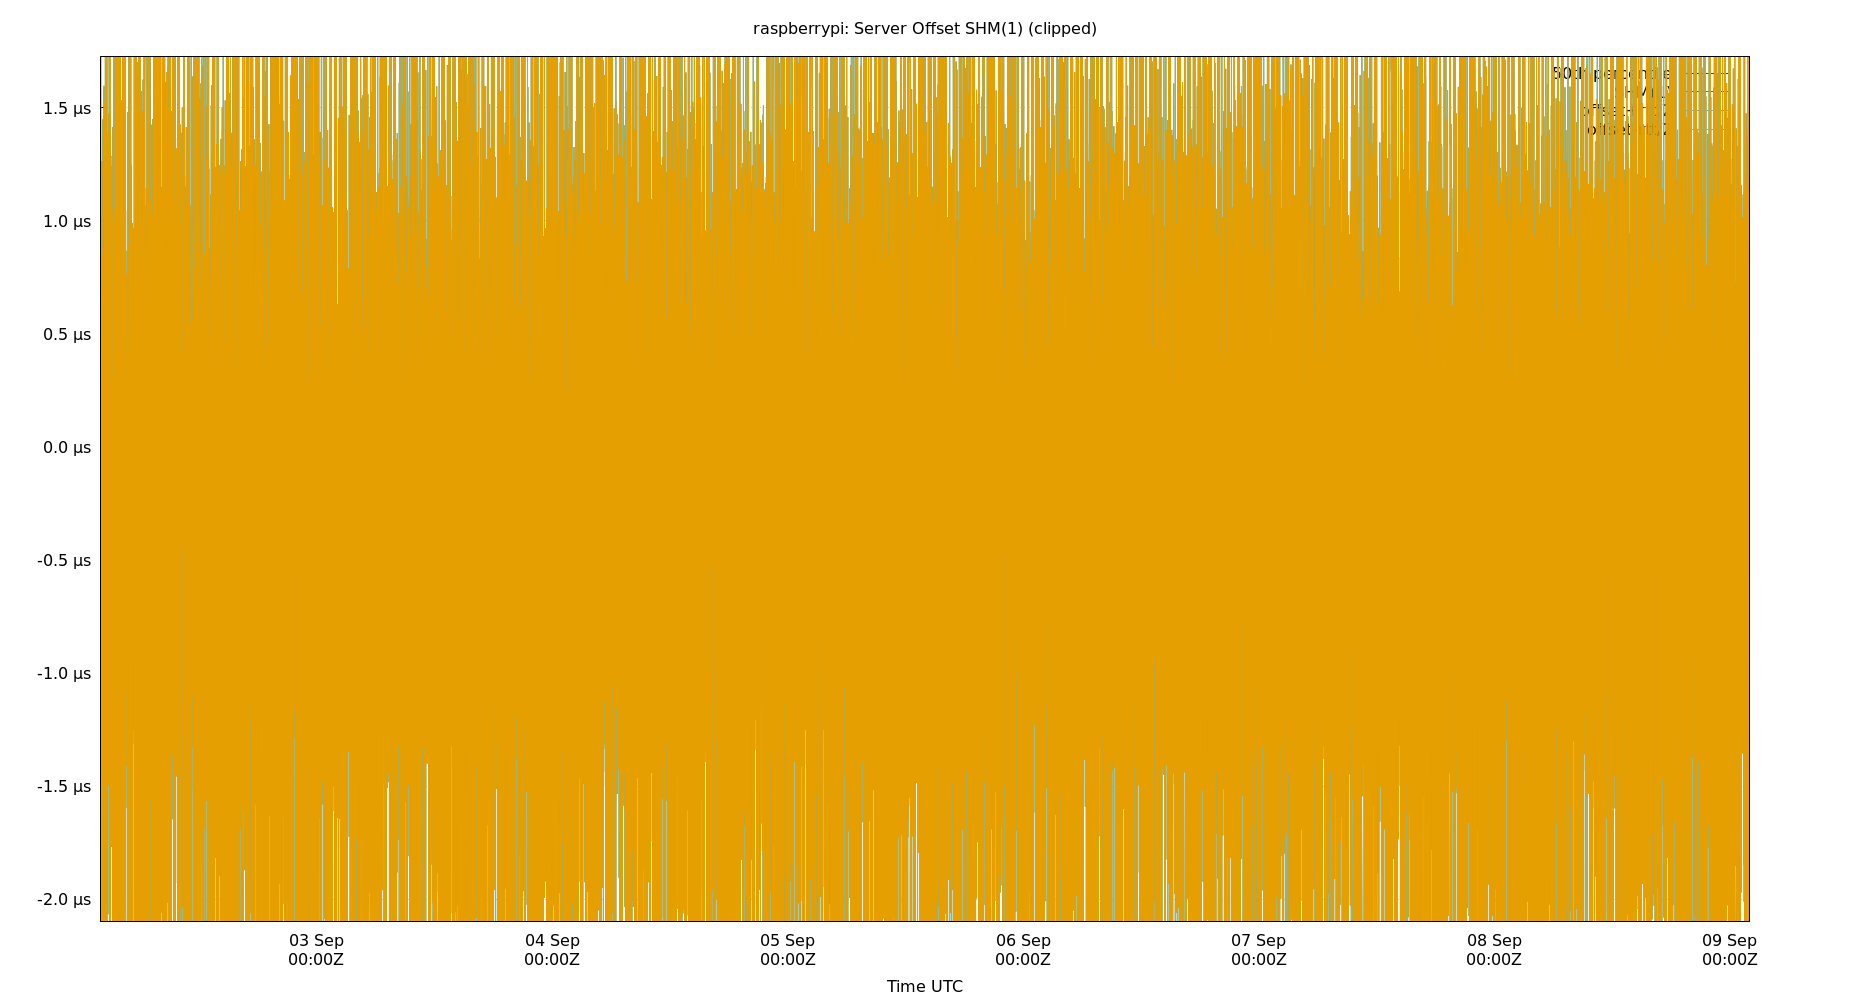 raspberrypi: Server Offset SHM(1) (clipped)
1.5 µs
1.0 µs
0.5 µs
0.0 µs
-0.5 µs
-1.0 µs
-1.5 µs
-2.0 µs
03 Sep 04 Sep 05 Sep 06 Sep 07 Sep 08 Sep 09 Sep
00:00Z 00:00Z 00:00Z 00:00Z 00:00Z 00:00Z 00:00Z
Time UTC